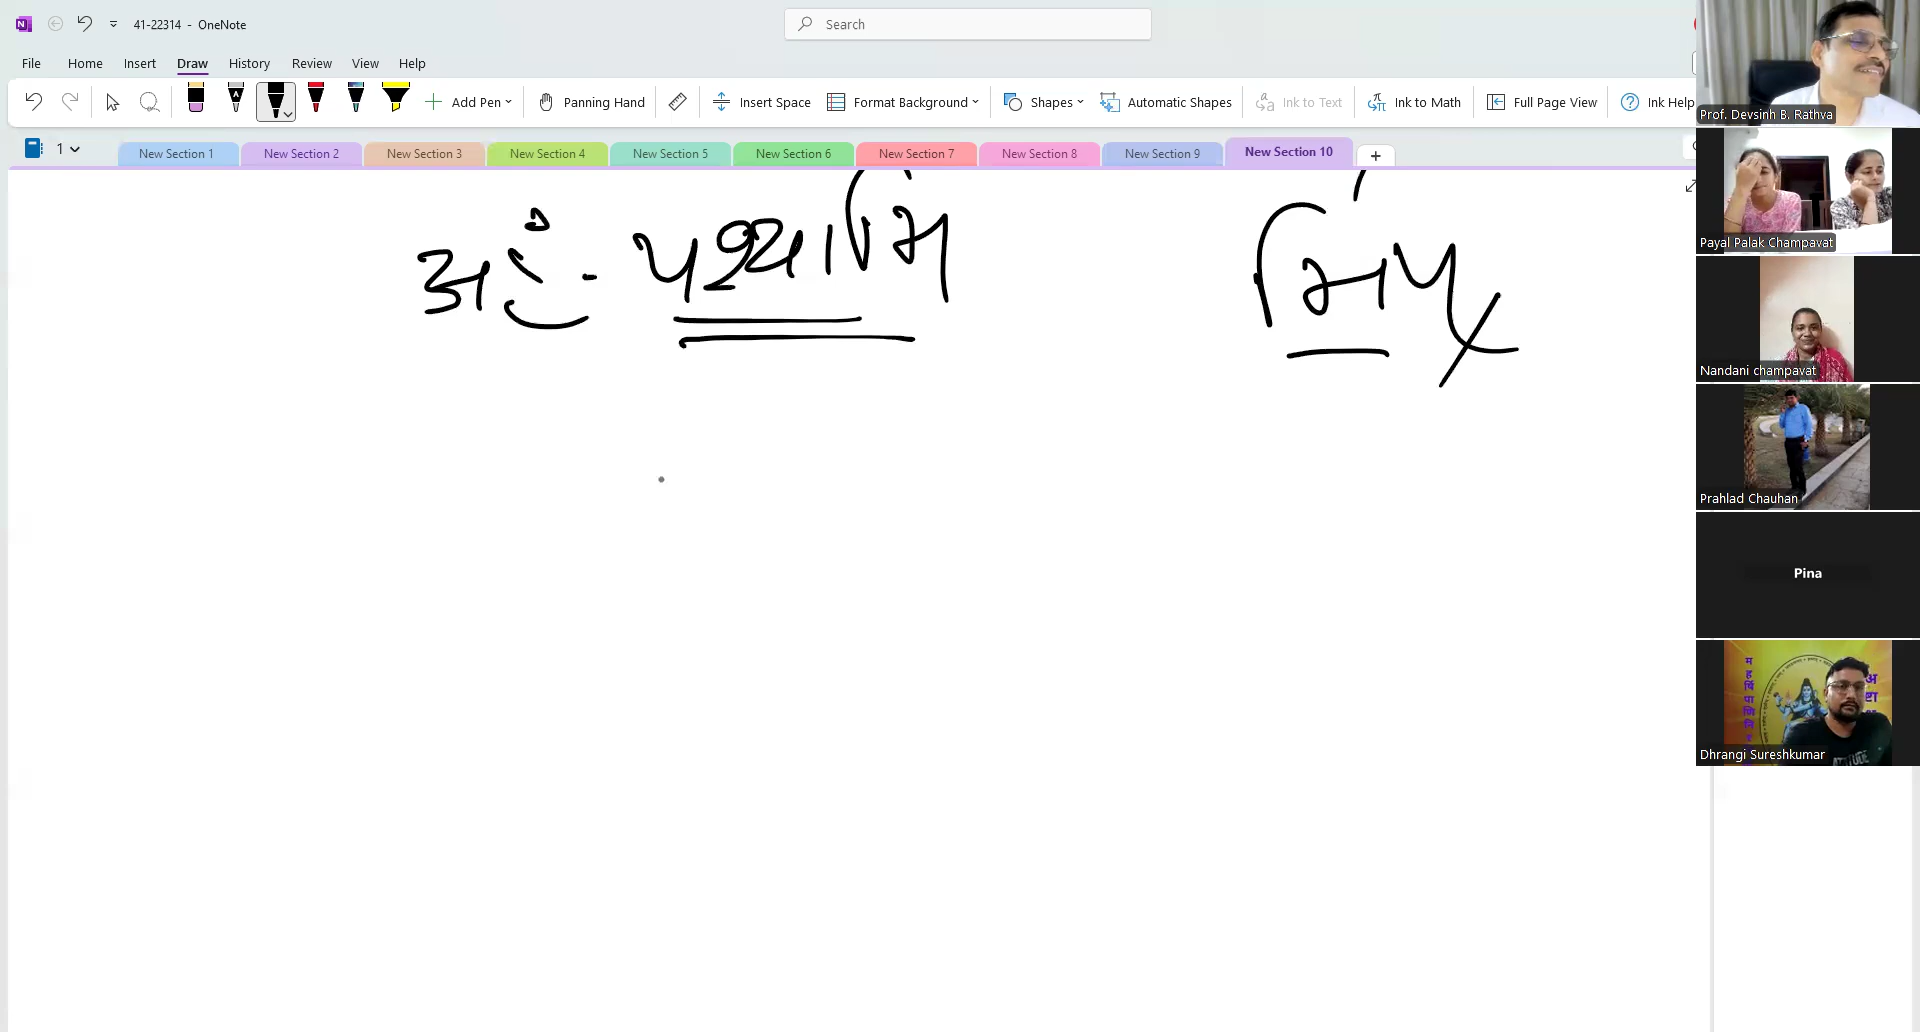 41-22314 - OneNote
Search
File Home Insert Draw History Review View Help
Add Pen Panning Hand Insert Space Format Background Shapes Automatic Shapes Ink to Text Ink to Math Full Page View Ink Help
1 New Section 1 New Section 2 New Section 3 New Section 4 New Section 5 New Section 6 New Section 7 New Section 8 New Section 9 New Section 10
Prof. Devsinh B. Rathva
Payal Palak Champavat
Nandani champavat
Prahlad Chauhan
Pina
Dhrangi Sureshkumar